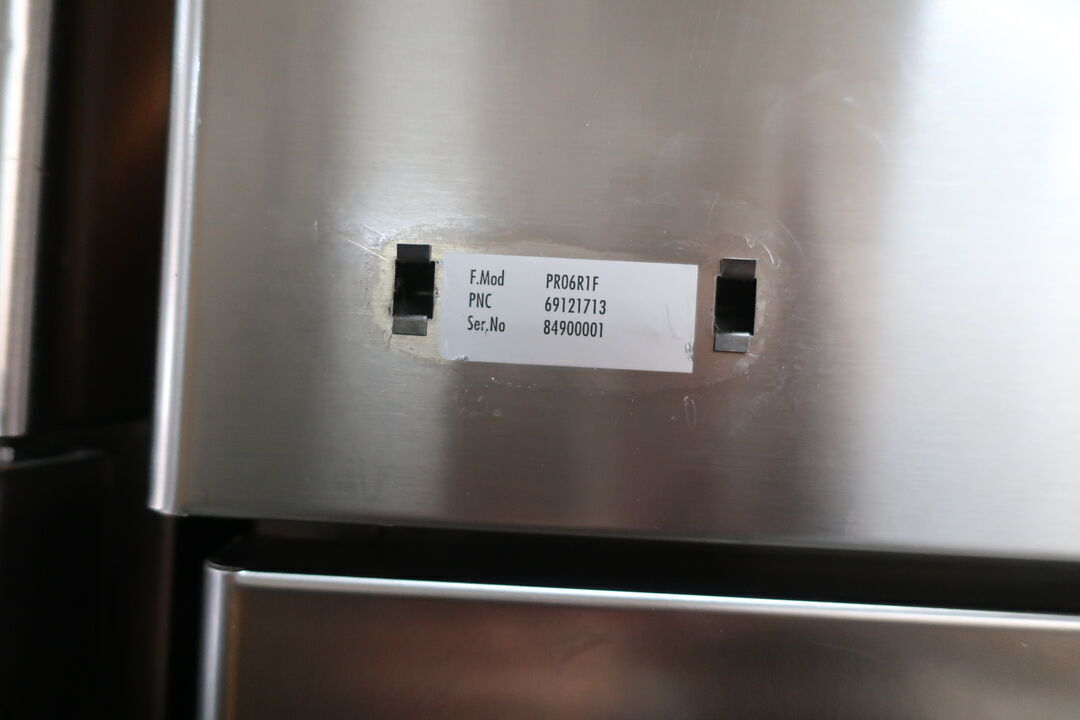 F.Mod PR06R1F
PNC 69121713
Ser.No 84900001